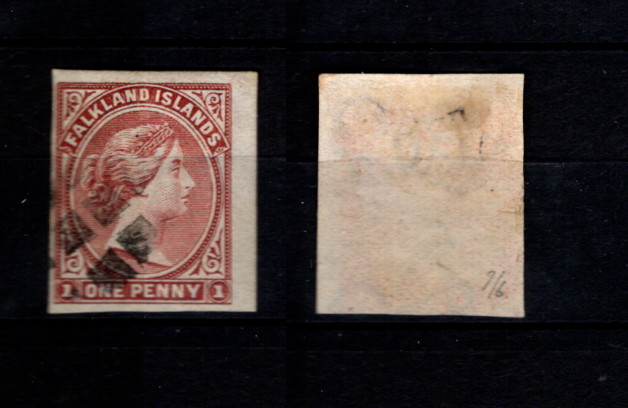 FALKLAND ISLANDS
1 ONE PENNY 1
7/6